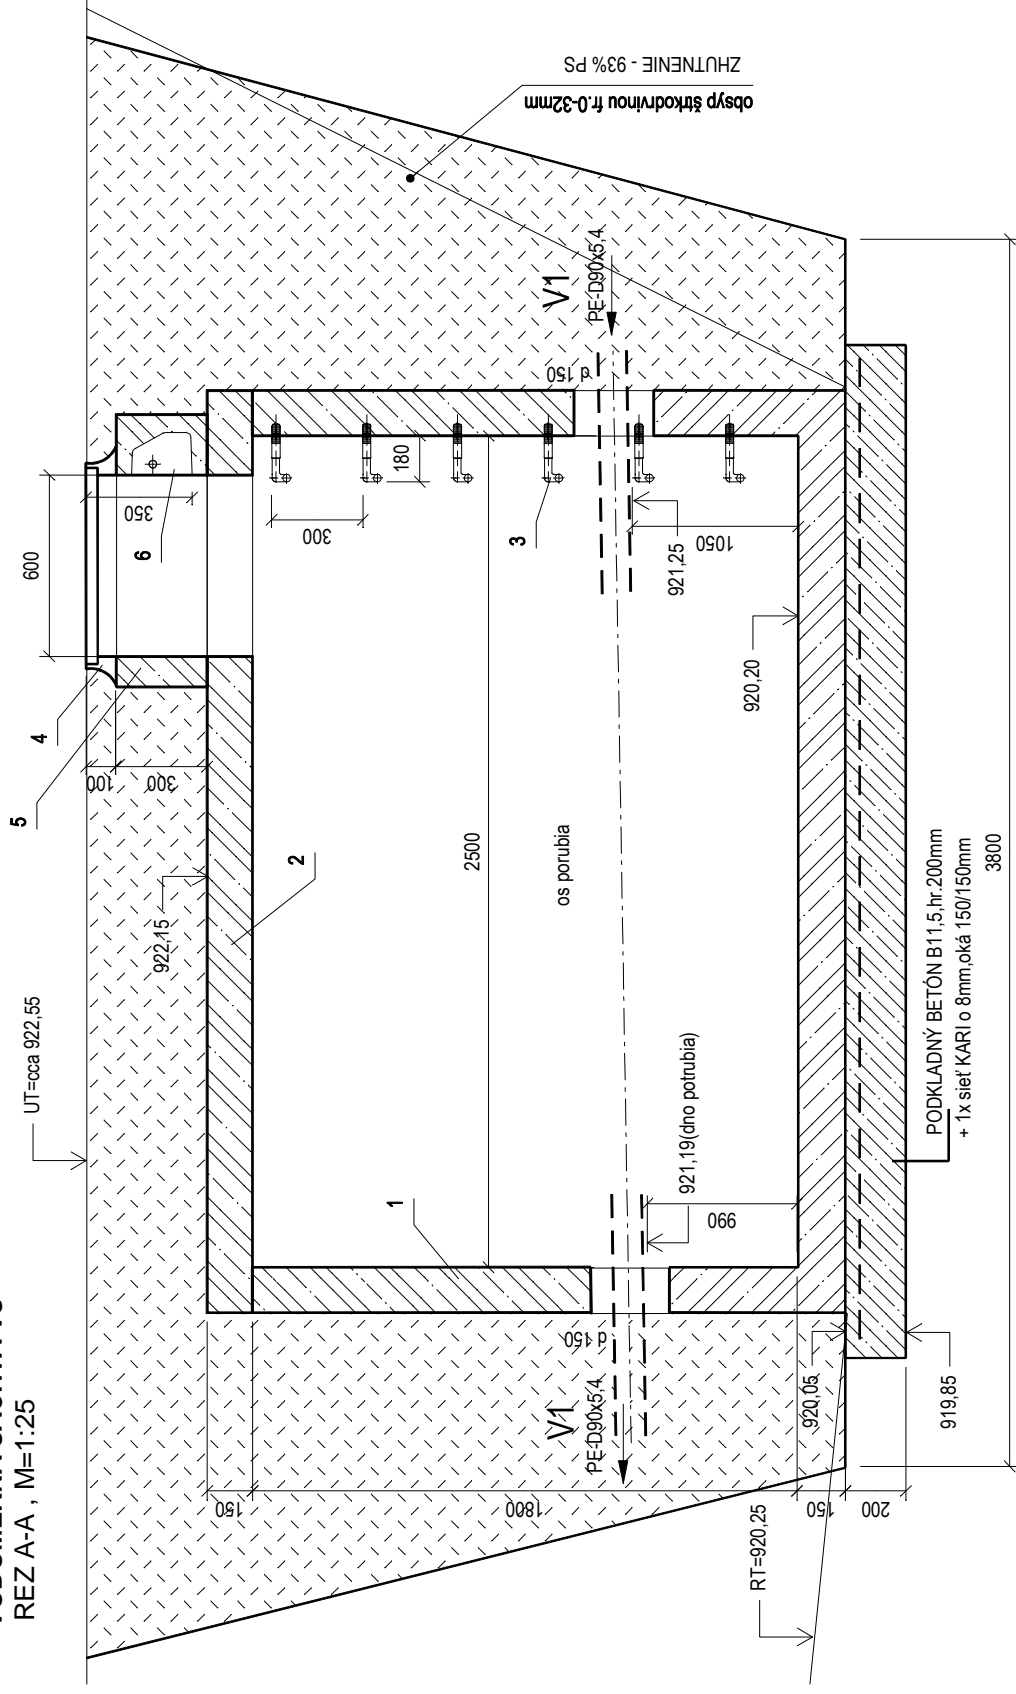 REZ A-A , M=1:25
UT=cca 922,55
922,15
5
4
100
300
600
350
6
2
300
180
3
ZHUTNENIE - 93% PS
obsyp štrkodrvinou fr.0-32mm
V1
PE-D90x5,4
d 150
2500
os porubia
921,25
1050
920,20
1
921,19(dno potrubia)
990
d 150
V1
PE-D90x5,4
150
1800
150
200
RT=920,25
920,05
919,85
PODKLADNÝ BETÓN B11,5,hr.200mm
+ 1x sieť KARI o 8mm,oká 150/150mm
3800